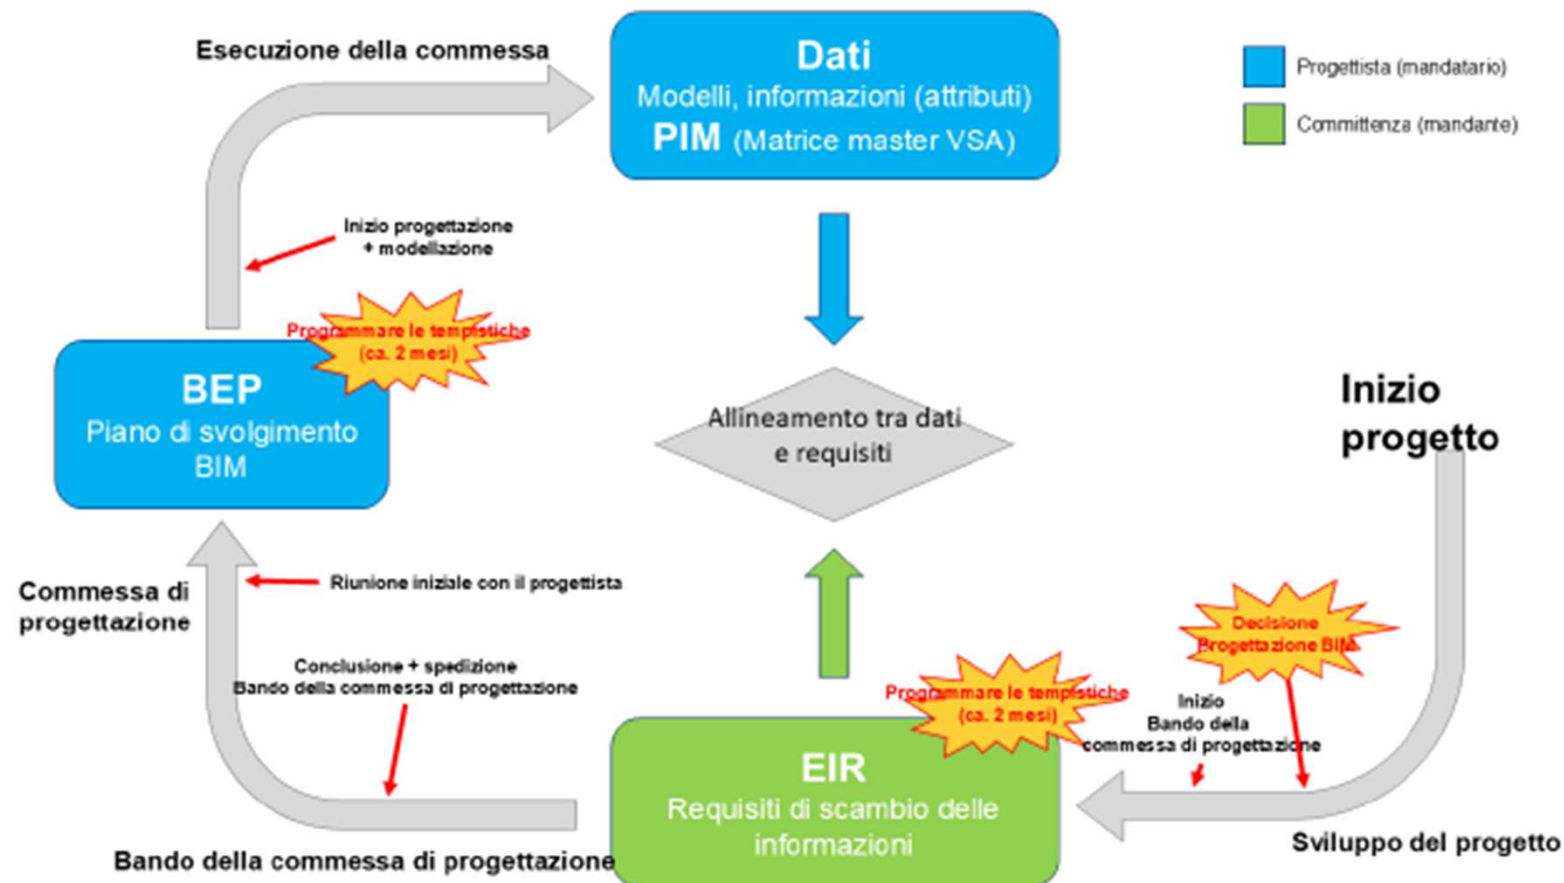 Esecuzione della commessa
Dati
Modelli, informazioni (attributi)
PIM (Matrice master VSA)
Progettista (mandatario)
Committenza (mandante)
Inizio progettazione
+ modellazione
Programmare le tempistiche
(ca. 2 mesi)
BEP
Piano di svolgimento
BIM
Allineamento tra dati
e requisiti
Inizio
progetto
Commessa di
progettazione
Riunione iniziale con il progettista
Conclusione + spedizione
Bando della commessa di progettazione
Decisione
Progettazione BIM
Programmare le tempistiche
(ca. 2 mesi)
Inizio
Bando della
commessa di progettazione
EIR
Requisiti di scambio delle
informazioni
Sviluppo del progetto
Bando della commessa di progettazione